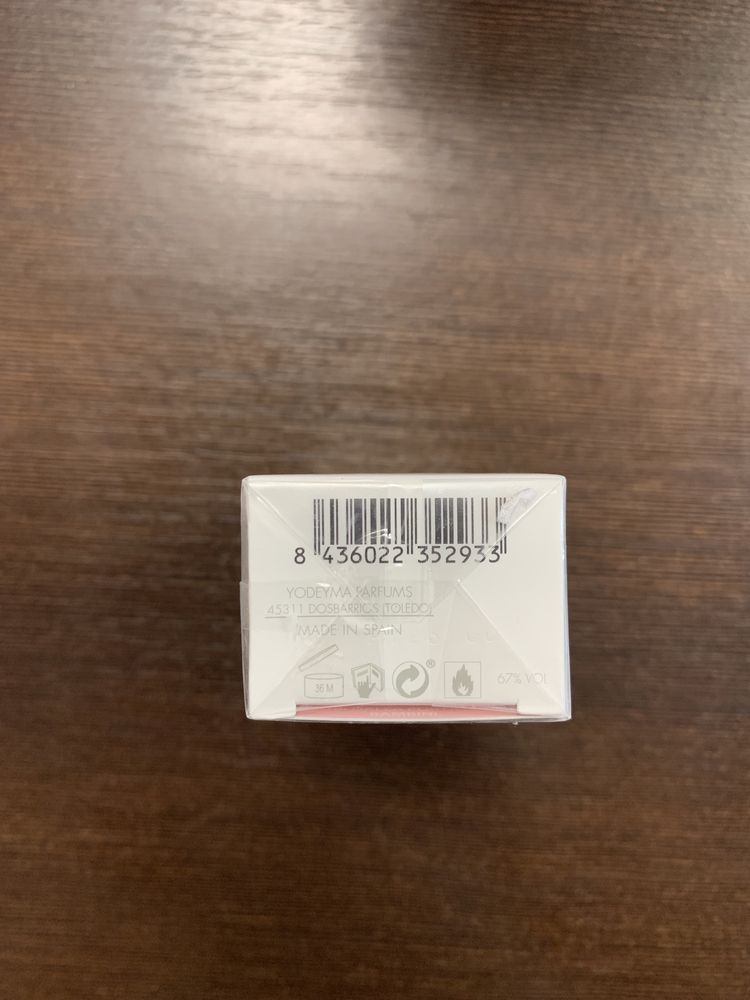 8 436022 352933
YODEYMA PARFUMS
45311 DOSBARRIOS (TOLEDO)
MADE IN SPAIN
36 M
67% VOL